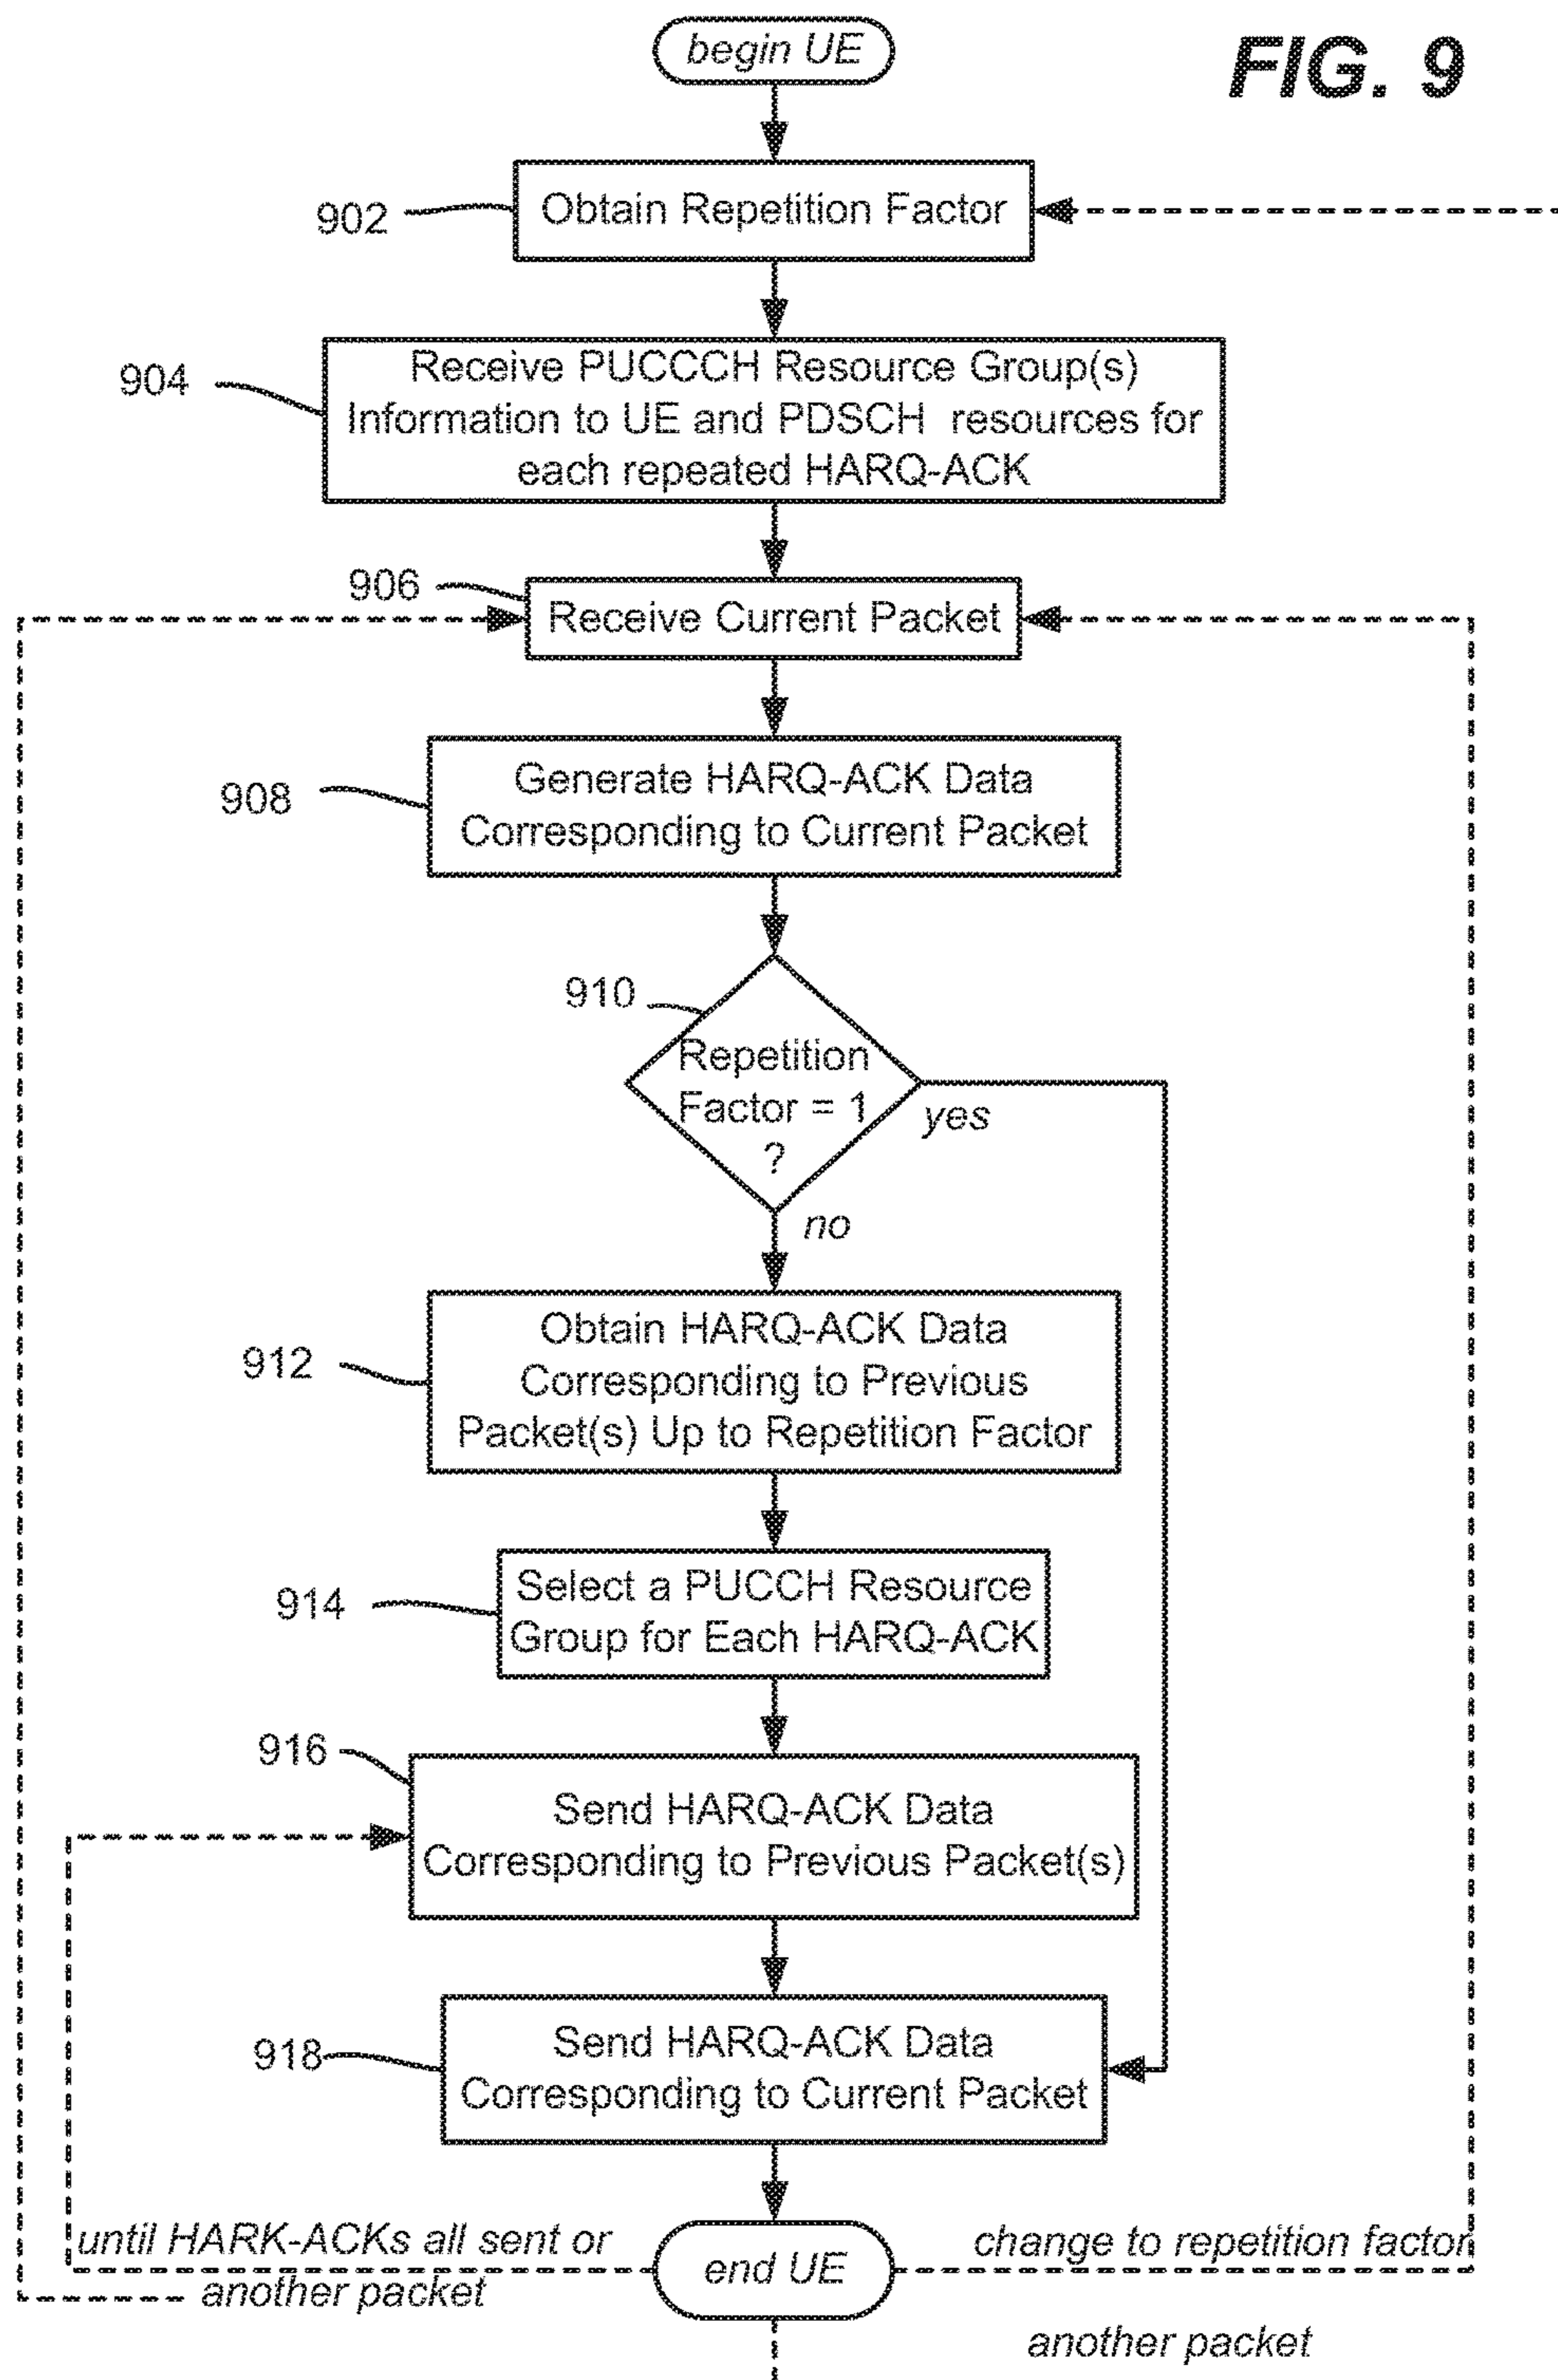 begin UE
FIG. 9
902
Obtain Repetition Factor
904
Receive PUCCCH Resource Group(s)
Information to UE and PDSCH resources for
each repeated HARQ-ACK
906
Receive Current Packet
908
Generate HARQ-ACK Data
Corresponding to Current Packet
910
Repetition
Factor = 1
?
yes
no
912
Obtain HARQ-ACK Data
Corresponding to Previous
Packet(s) Up to Repetition Factor
914
Select a PUCCH Resource
Group for Each HARQ-ACK
916
Send HARQ-ACK Data
Corresponding to Previous Packet(s)
918
Send HARQ-ACK Data
Corresponding to Current Packet
until HARK-ACKs all sent or
another packet
end UE
change to repetition factor
another packet